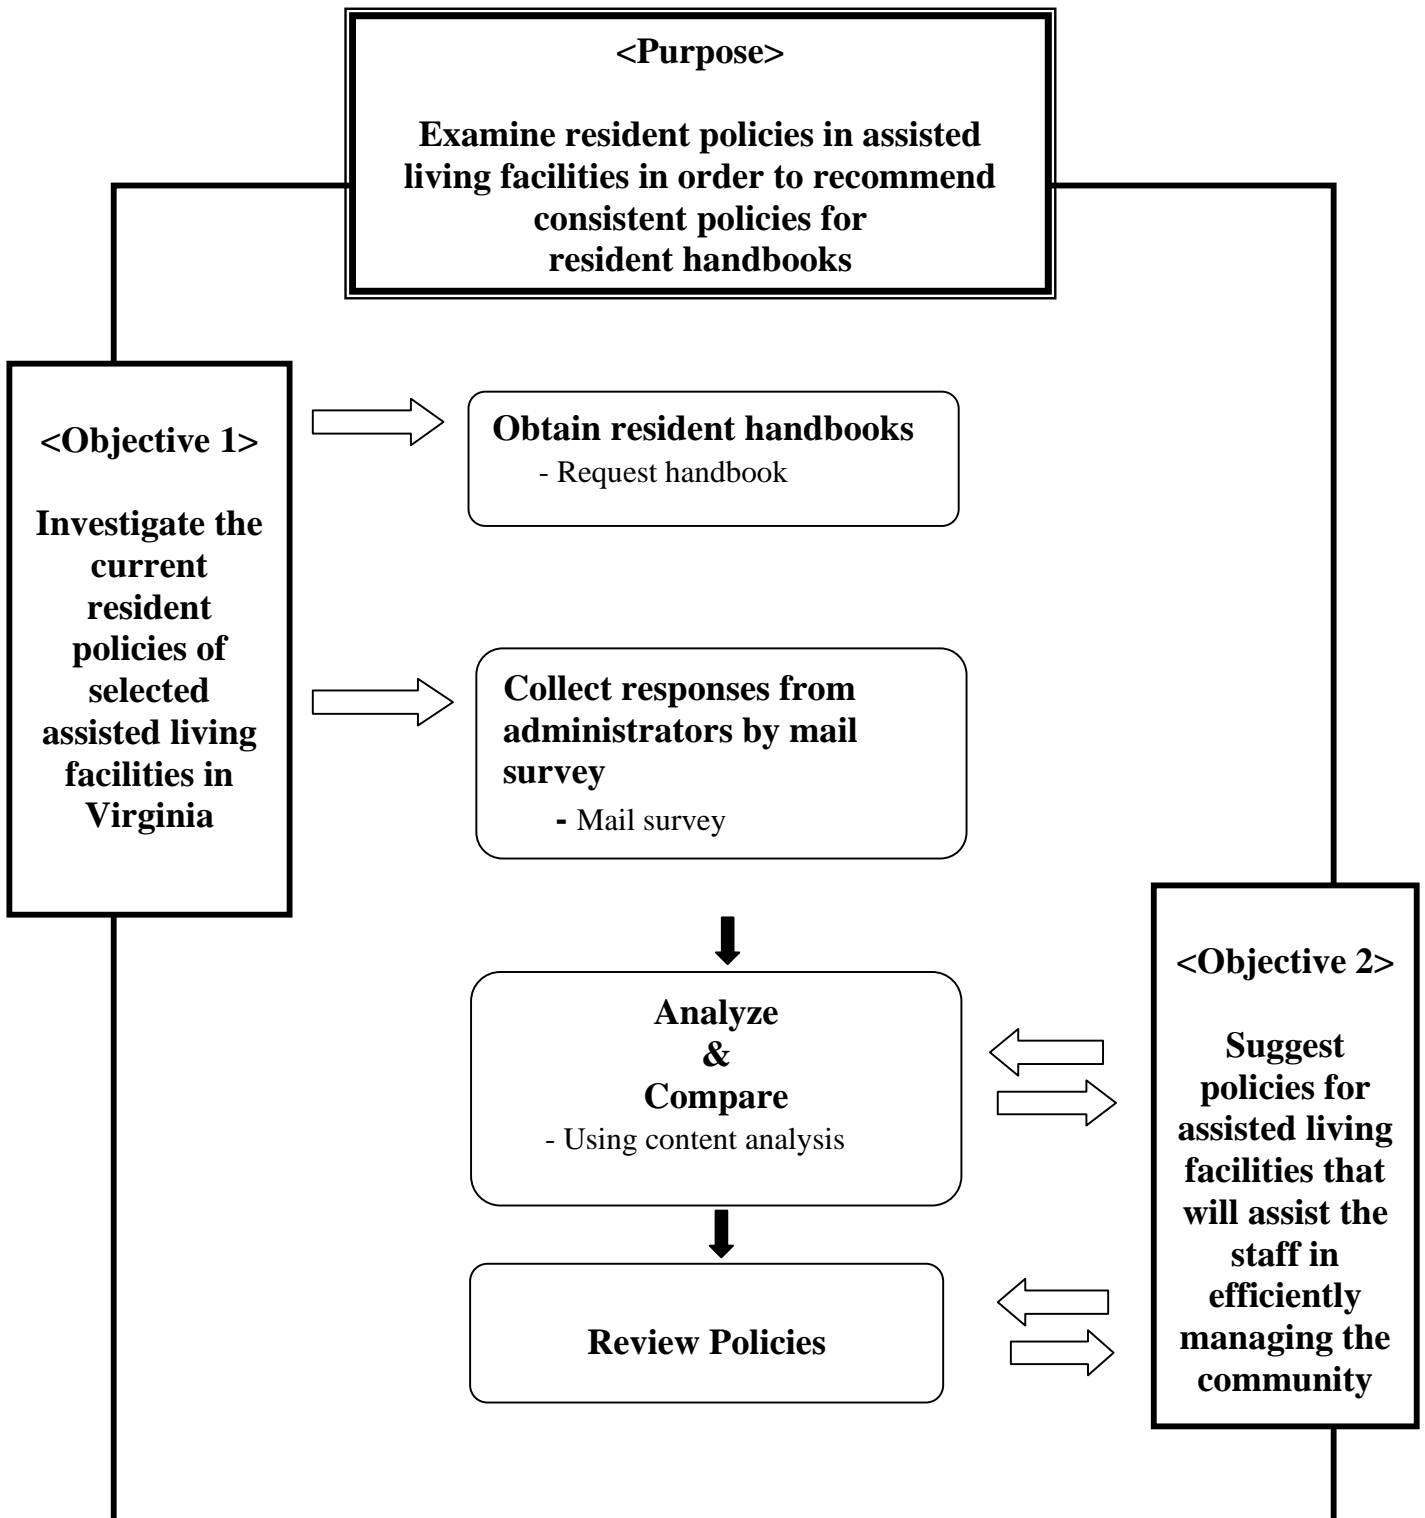 <Purpose>
Examine resident policies in assisted
living facilities in order to recommend
consistent policies for
resident handbooks
<Objective 1>
Investigate the
current
resident
policies of
selected
assisted living
facilities in
Virginia
Obtain resident handbooks
- Request handbook
Collect responses from
administrators by mail
survey
- Mail survey
Analyze
&
Compare
- Using content analysis
Review Policies
<Objective 2>
Suggest
policies for
assisted living
facilities that
will assist the
staff in
efficiently
managing the
community